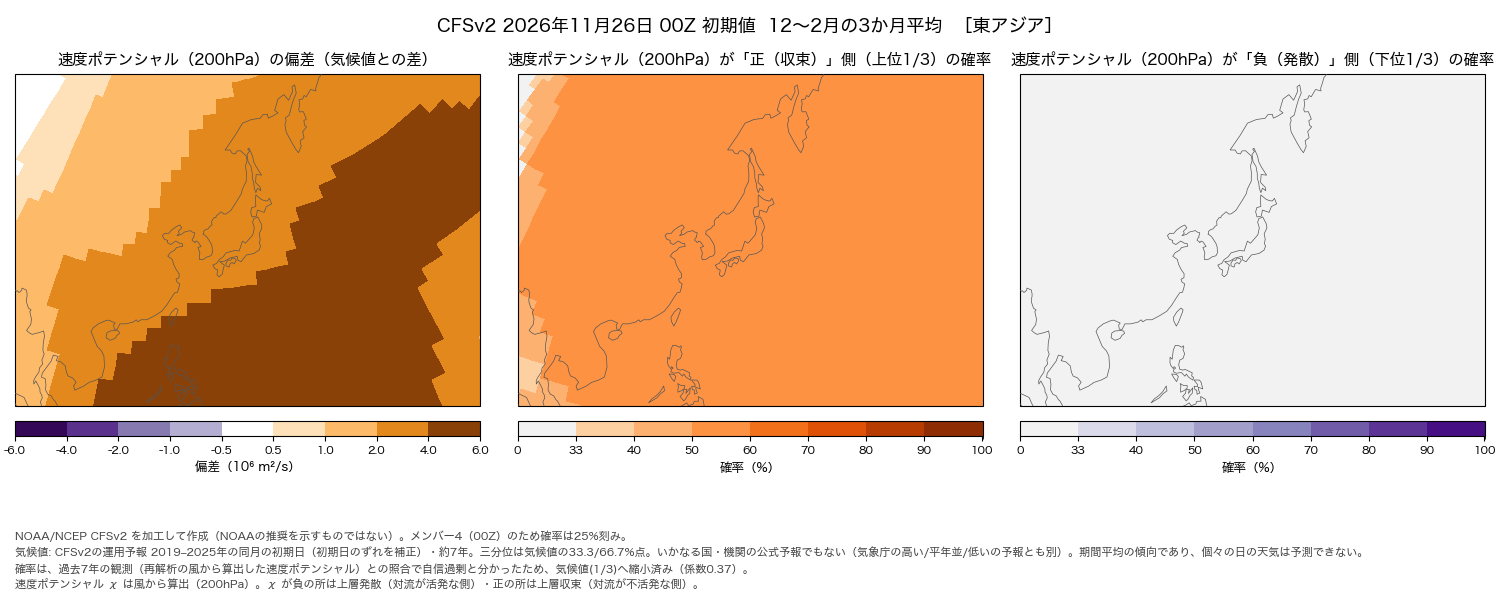 CFSv2 2026年11月26日 00Z 初期値 12～2月の3か月平均 ［東アジア］
速度ポテンシャル（200hPa）の偏差（気候値との差）
速度ポテンシャル（200hPa）が「正（収束）」側（上位1/3）の確率
速度ポテンシャル（200hPa）が「負（発散）」側（下位1/3）の確率
-6.0 -4.0 -2.0 -1.0 -0.5 0.5 1.0 2.0 4.0 6.0
偏差（10⁶ m²/s）
0 33 40 50 60 70 80 90 100
確率（%）
0 33 40 50 60 70 80 90 100
確率（%）
NOAA/NCEP CFSv2 を加工して作成（NOAAの推奨を示すものではない）。メンバー4（00Z）のため確率は25%刻み。
気候値: CFSv2の運用予報 2019–2025年の同月の初期日（初期日のずれを補正）・約7年。三分位は気候値の33.3/66.7%点。いかなる国・機関の公式予報でもない（気象庁の高い/平年並/低いの予報とも別）。期間平均の傾向であり、個々の日の天気は予測できない。
確率は、過去7年の観測（再解析の風から算出した速度ポテンシャル）との照合で自信過剰と分かったため、気候値(1/3)へ縮小済み（係数0.37）。
速度ポテンシャル χ は風から算出（200hPa）。χ が負の所は上層発散（対流が活発な側）・正の所は上層収束（対流が不活発な側）。